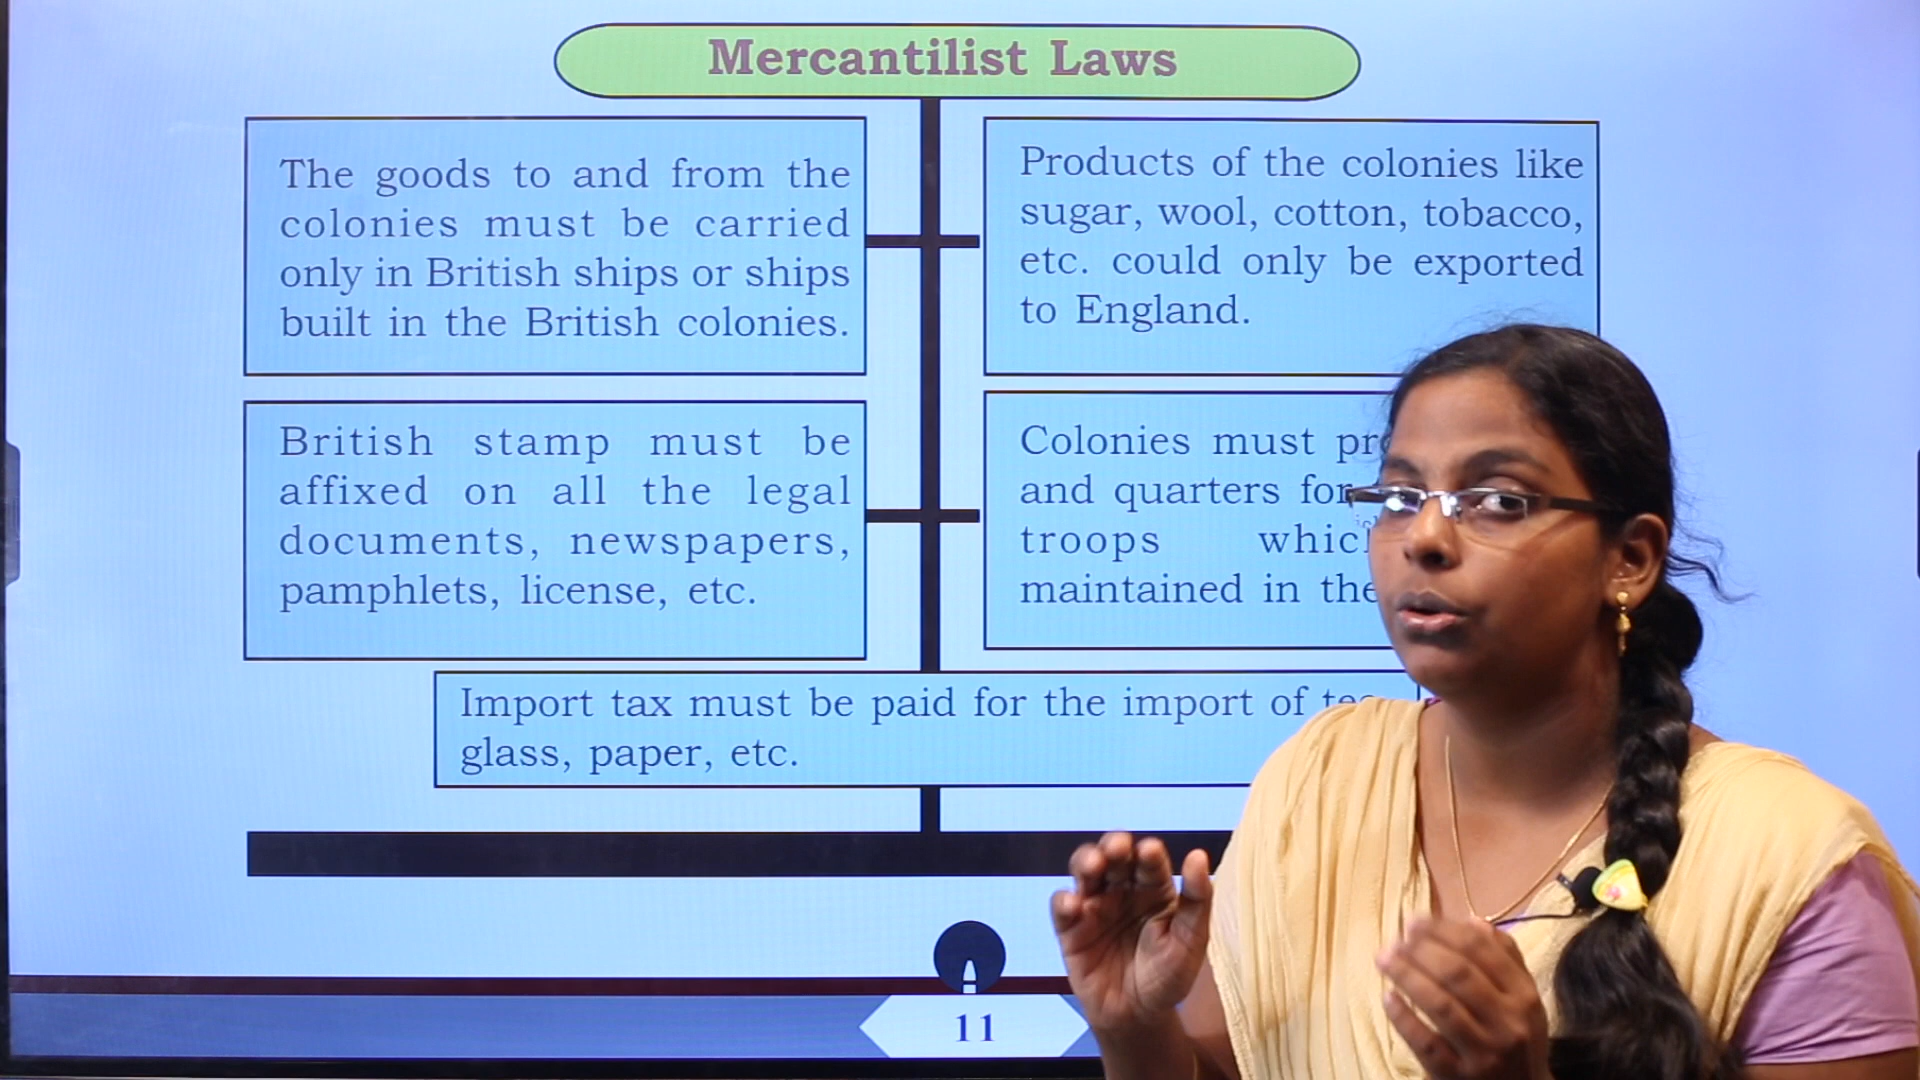 Mercantilist Laws
The goods to and from the
colonies must be carried
only in British ships or ships
built in the British colonies.
Products of the colonies like
sugar, wool, cotton, tobacco,
etc. could only be exported
to England.
British stamp must be
affixed on all the legal
documents, newspapers,
pamphlets, license, etc.
Colonies must
and quarters for
troops
maintained in the
Import tax must be paid for the import of
glass, paper, etc.
11